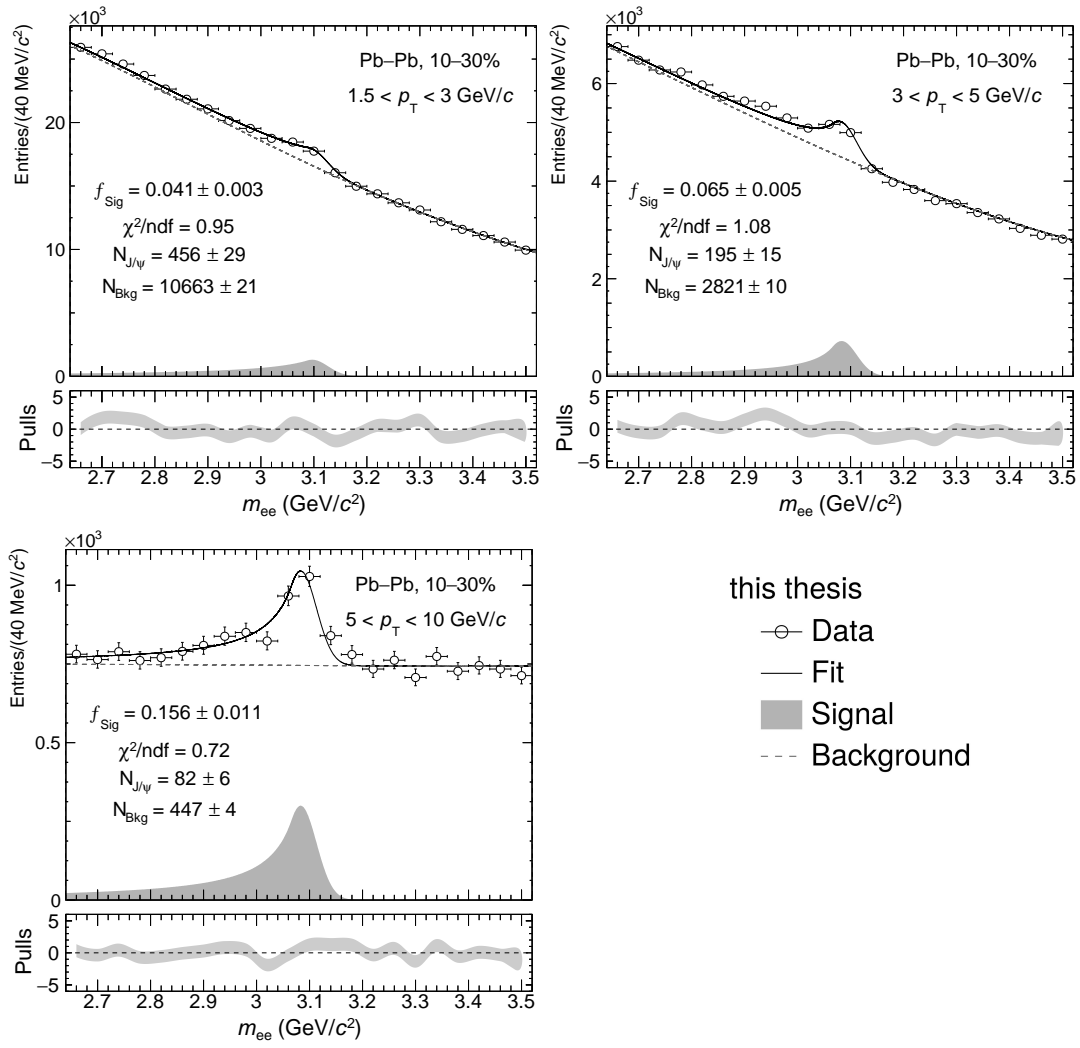 ×10³
Entries/(40 MeV/c²)
Pb–Pb, 10–30%
1.5 < p_T < 3 GeV/c
20
10
0
f_Sig = 0.041 ± 0.003
χ²/ndf = 0.95
N_J/ψ = 456 ± 29
N_Bkg = 10663 ± 21
Pulls
5
0
−5
2.7 2.8 2.9 3 3.1 3.2 3.3 3.4 3.5
m_ee (GeV/c²)
×10³
Entries/(40 MeV/c²)
Pb–Pb, 10–30%
3 < p_T < 5 GeV/c
6
4
2
0
f_Sig = 0.065 ± 0.005
χ²/ndf = 1.08
N_J/ψ = 195 ± 15
N_Bkg = 2821 ± 10
Pulls
5
0
−5
2.7 2.8 2.9 3 3.1 3.2 3.3 3.4 3.5
m_ee (GeV/c²)
×10³
Entries/(40 MeV/c²)
Pb–Pb, 10–30%
5 < p_T < 10 GeV/c
1
0.5
0
f_Sig = 0.156 ± 0.011
χ²/ndf = 0.72
N_J/ψ = 82 ± 6
N_Bkg = 447 ± 4
Pulls
5
0
−5
2.7 2.8 2.9 3 3.1 3.2 3.3 3.4 3.5
m_ee (GeV/c²)
this thesis
Data
Fit
Signal
Background